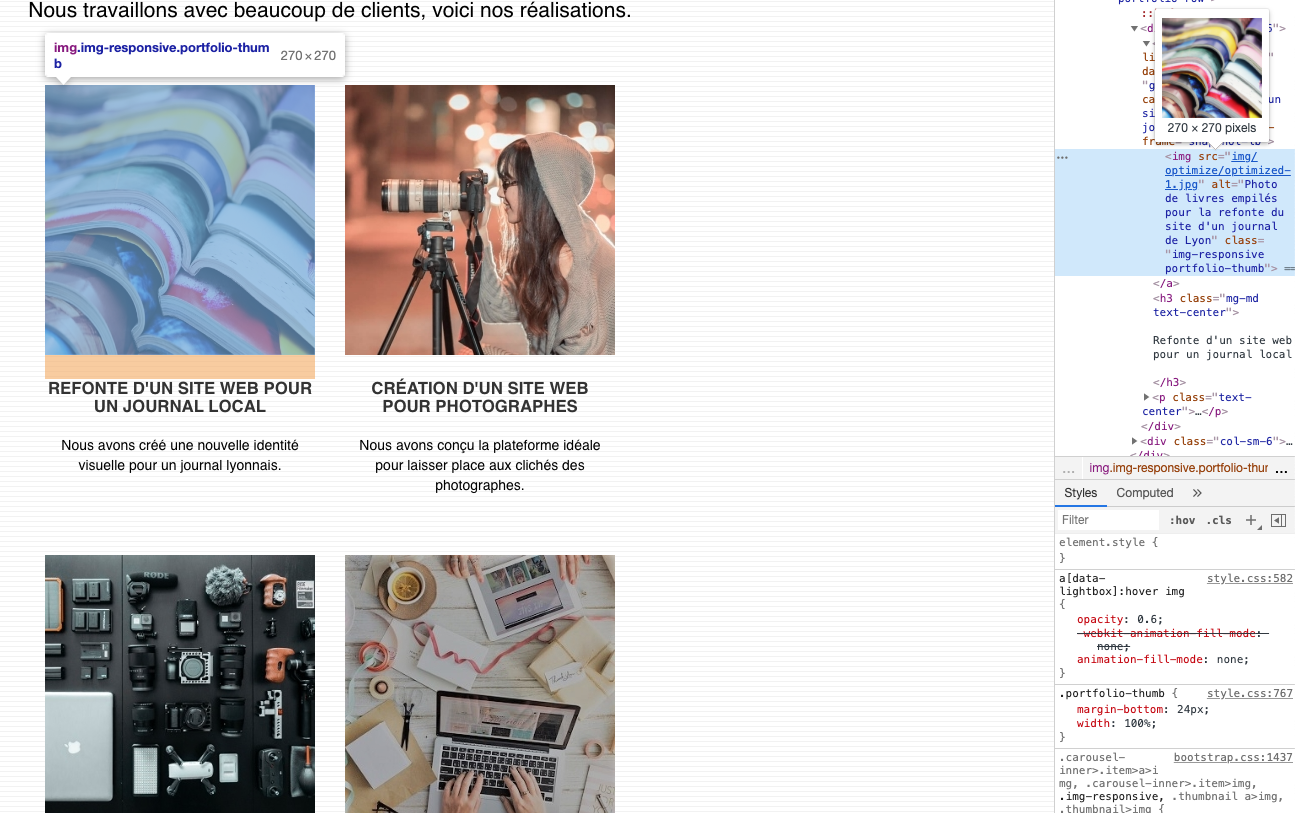 Nous travaillons avec beaucoup de clients, voici nos réalisations.
img.img-responsive.portfolio-thum
b
270 × 270
REFONTE D'UN SITE WEB POUR
UN JOURNAL LOCAL
Nous avons créé une nouvelle identité
visuelle pour un journal lyonnais.
CRÉATION D'UN SITE WEB
POUR PHOTOGRAPHES
Nous avons conçu la plateforme idéale
pour laisser place aux clichés des
photographes.
RODE
270 × 270 pixels
<img src="img/
optimize/optimized-
1.jpg" alt="Photo
de livres empilés
pour la refonte du
site d'un journal
de Lyon" class=
"img-responsive
portfolio-thumb"> ==
</a>
<h3 class="mg-md
text-center">
Refonte d'un site web
pour un journal local
</h3>
<p class="text-
center">…</p>
</div>
<div class="col-sm-6">…
</div>
... img.img-responsive.portfolio-thur ...
Styles Computed »
Filter :hov .cls +
element.style {
}
a[data- style.css:582
lightbox]:hover img
{
opacity: 0.6;
-webkit-animation-fill-mode:
none;
animation-fill-mode: none;
}
.portfolio-thumb { style.css:767
margin-bottom: 24px;
width: 100%;
}
.carousel- bootstrap.css:1437
inner>.item>a>i
mg, .carousel-inner>.item>img,
.img-responsive, .thumbnail a>img,
.thumbnail>img {